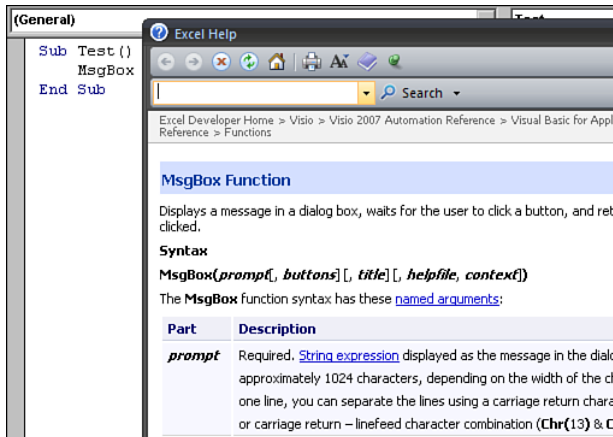 (General)
Test
Sub Test()
MsgBox
End Sub
Excel Help
Search
Excel Developer Home > Visio > Visio 2007 Automation Reference > Visual Basic for Appl
Reference > Functions
MsgBox Function
Displays a message in a dialog box, waits for the user to click a button, and ret
clicked.
Syntax
MsgBox(prompt[, buttons] [, title] [, helpfile, context])
The MsgBox function syntax has these named arguments:
Part Description
prompt Required. String expression displayed as the message in the dialo
approximately 1024 characters, depending on the width of the ch
one line, you can separate the lines using a carriage return chara
or carriage return – linefeed character combination (Chr(13) & C